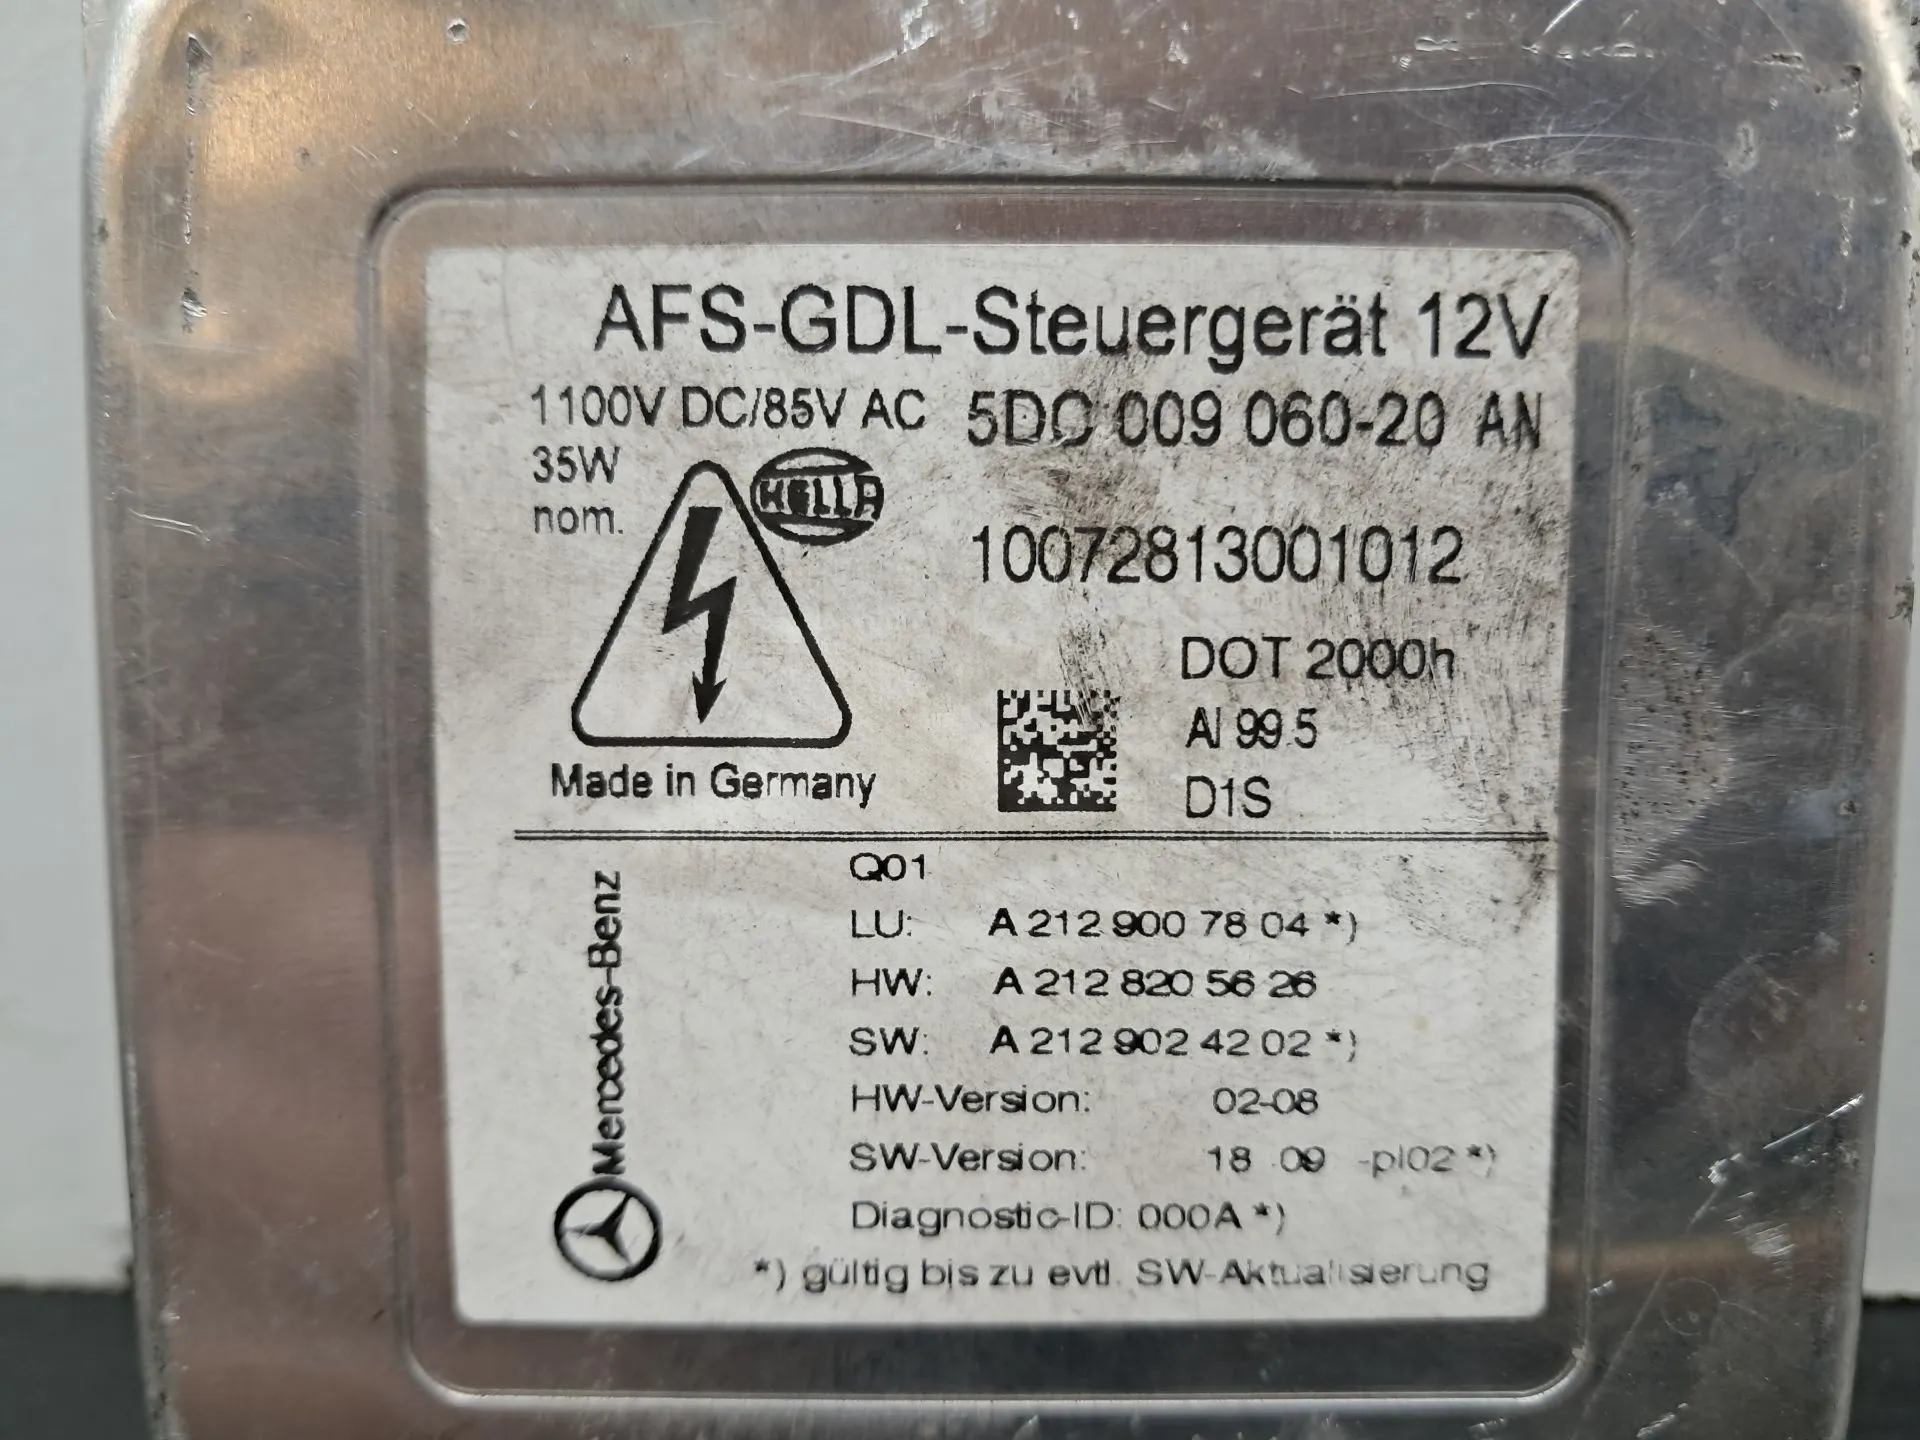 AFS-GDL-Steuergerät 12V
1100V DC/85V AC 5DC 009 060-20 AN
35W
nom.
HELLA
10072813001012
DOT 2000h
Al 99.5
D1S
Made in Germany
Mercedes-Benz
Q01
LU: A 212 900 78 04 *)
HW: A 212 820 56 26
SW: A 212 902 42 02 *)
HW-Version: 02-08
SW-Version: 18 .09 -pl02 *)
Diagnostic-ID: 000A *)
*) gültig bis zu evtl. SW-Aktualisierung